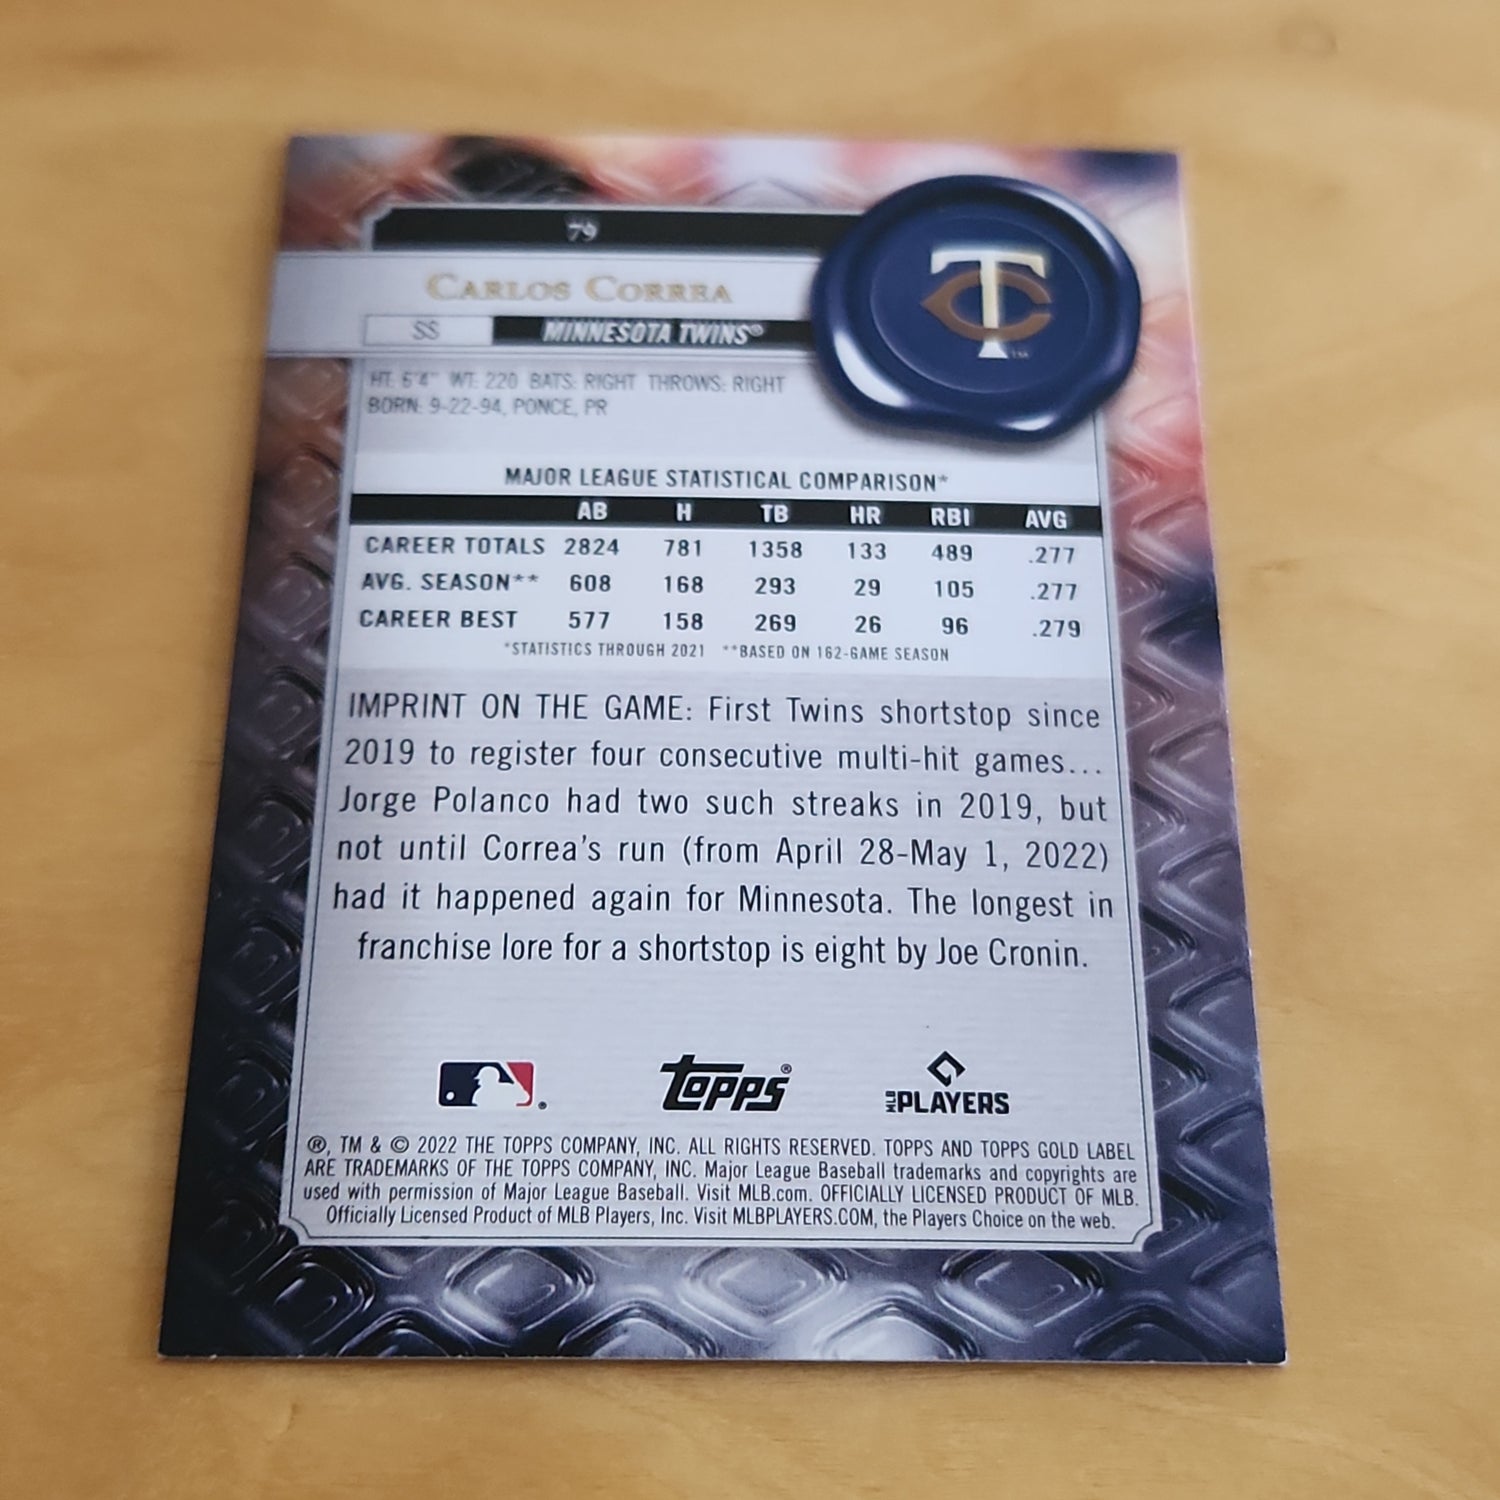 79
CARLOS CORREA
SS MINNESOTA TWINS®
HT: 6'4" WT: 220 BATS: RIGHT THROWS: RIGHT
BORN: 9-22-94, PONCE, PR
TC™
MAJOR LEAGUE STATISTICAL COMPARISON*
AB H TB HR RBI AVG
CAREER TOTALS 2824 781 1358 133 489 .277
AVG. SEASON** 608 168 293 29 105 .277
CAREER BEST 577 158 269 26 96 .279
*STATISTICS THROUGH 2021 **BASED ON 162-GAME SEASON
IMPRINT ON THE GAME: First Twins shortstop since
2019 to register four consecutive multi-hit games...
Jorge Polanco had two such streaks in 2019, but
not until Correa's run (from April 28-May 1, 2022)
had it happened again for Minnesota. The longest in
franchise lore for a shortstop is eight by Joe Cronin.
® topps® MLB PLAYERS
®, TM & © 2022 THE TOPPS COMPANY, INC. ALL RIGHTS RESERVED. TOPPS AND TOPPS GOLD LABEL
ARE TRADEMARKS OF THE TOPPS COMPANY, INC. Major League Baseball trademarks and copyrights are
used with permission of Major League Baseball. Visit MLB.com. OFFICIALLY LICENSED PRODUCT OF MLB.
Officially Licensed Product of MLB Players, Inc. Visit MLBPLAYERS.COM, the Players Choice on the web.